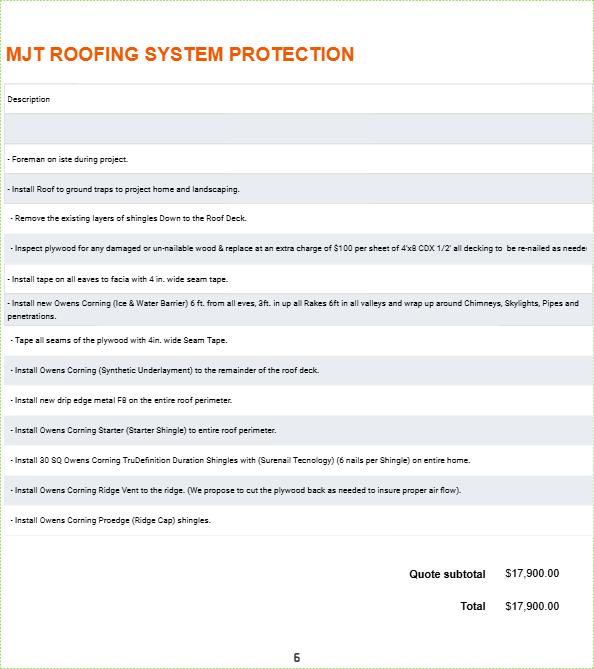 MJT ROOFING SYSTEM PROTECTION
Description
- Foreman on iste during project.
- Install Roof to ground traps to project home and landscaping.
- Remove the existing layers of shingles Down to the Roof Deck.
- Inspect plywood for any damaged or un-nailable wood & replace at an extra charge of $100 per sheet of 4'x8 CDX 1/2' all decking to be re-nailed as neede
- Install tape on all eaves to facia with 4 in. wide seam tape.
- Install new Owens Corning (Ice & Water Barrier) 6 ft. from all eves, 3ft. in up all Rakes 6ft in all valleys and wrap up around Chimneys, Skylights, Pipes and
penetrations.
- Tape all seams of the plywood with 4in. wide Seam Tape.
- Install Owens Corning (Synthetic Underlayment) to the remainder of the roof deck.
- Install new drip edge metal F8 on the entire roof perimeter.
- Install Owens Corning Starter (Starter Shingle) to entire roof perimeter.
- Install 30 SQ Owens Corning TruDefinition Duration Shingles with (Surenail Tecnology) (6 nails per Shingle) on entire home.
- Install Owens Corning Ridge Vent to the ridge. (We propose to cut the plywood back as needed to insure proper air flow).
- Install Owens Corning Proedge (Ridge Cap) shingles.
Quote subtotal $17,900.00
Total $17,900.00
6